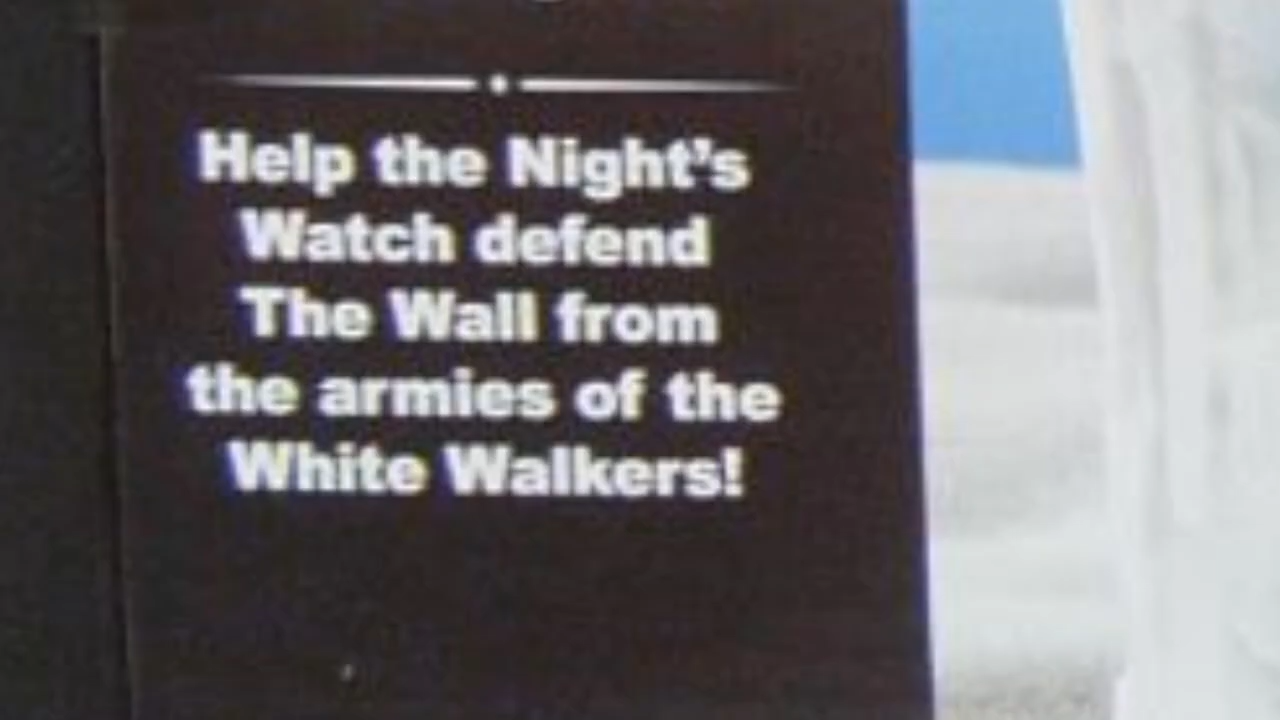 Help the Night's
Watch defend
The Wall from
the armies of the
White Walkers!